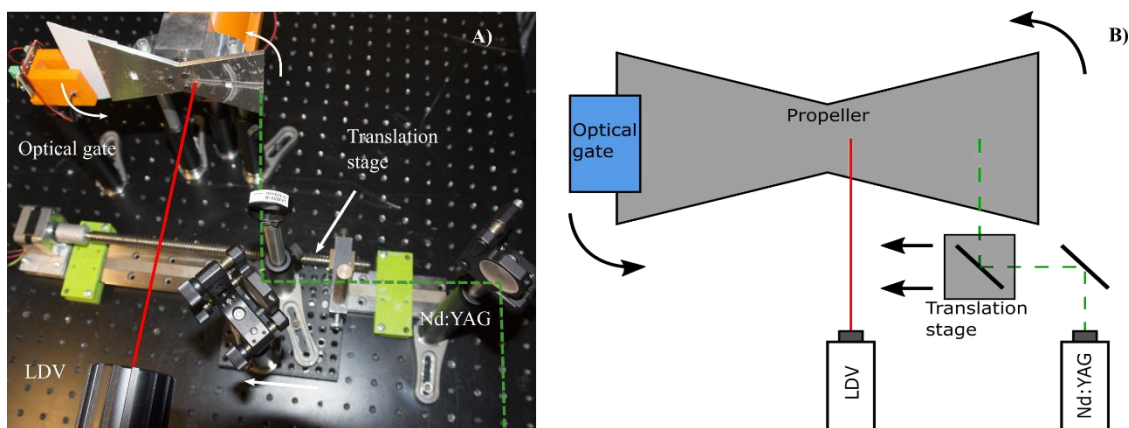 A)
Optical gate
Translation
stage
Nd:YAG
LDV
B)
Propeller
Optical
gate
Translation
stage
LDV
Nd:YAG